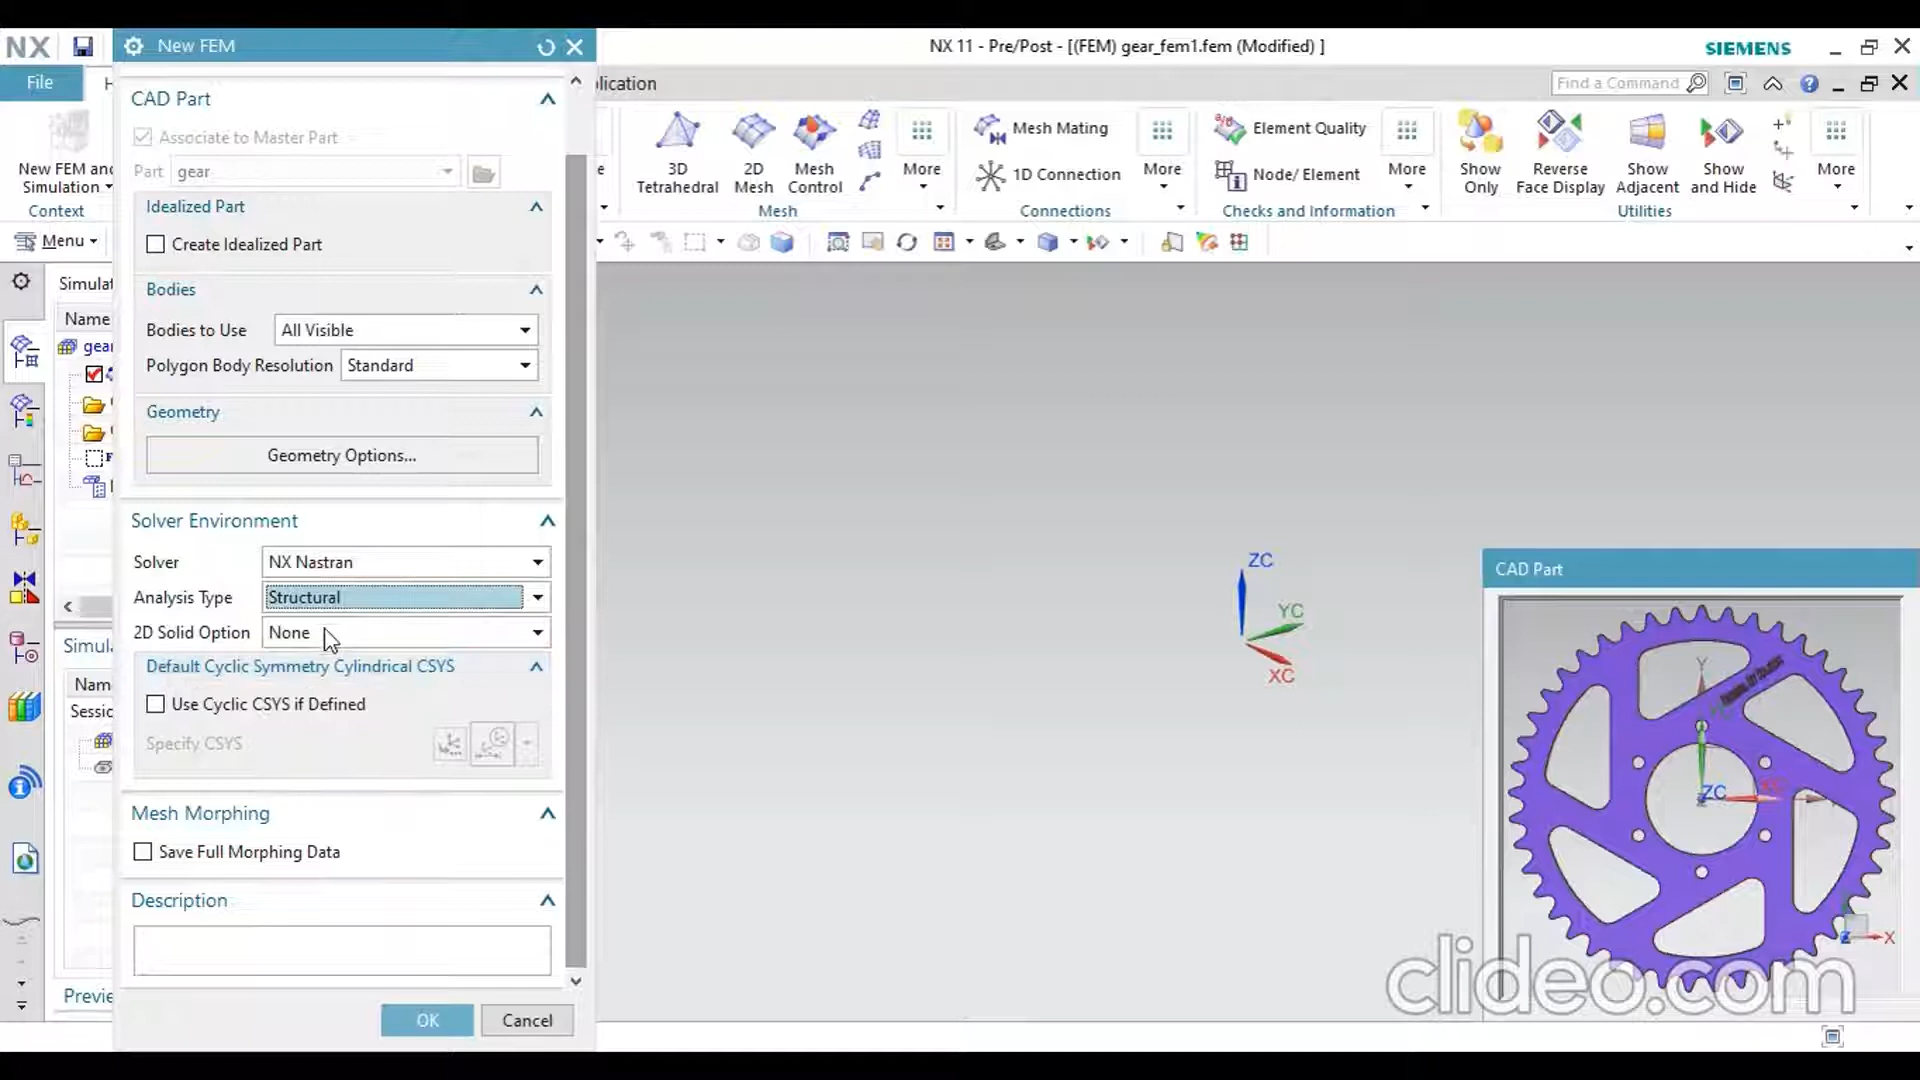 NX
New FEM
NX 11 - Pre/Post - [(FEM) gear_fem1.fem (Modified) ]
SIEMENS
File
H
lication
Find a Command
CAD Part
Associate to Master Part
Part
gear
Idealized Part
Create Idealized Part
Bodies
Bodies to Use
All Visible
Polygon Body Resolution
Standard
Geometry
Geometry Options...
Solver Environment
Solver
NX Nastran
Analysis Type
Structural
2D Solid Option
None
Default Cyclic Symmetry Cylindrical CSYS
Use Cyclic CSYS if Defined
Specify CSYS
Mesh Morphing
Save Full Morphing Data
Description
OK
Cancel
New FEM and
Simulation
Context
Menu
Simulat
Name
gear
Simula
Nam
Sessic
Previe
3D
Tetrahedral
2D
Mesh
Mesh
Control
More
Mesh
Mesh Mating
1D Connection
More
Connections
Element Quality
Node/ Element
More
Checks and Information
Show
Only
Reverse
Face Display
Show
Adjacent
Show
and Hide
More
Utilities
ZC
YC
XC
CAD Part
Y
ZC
X
clideo.com